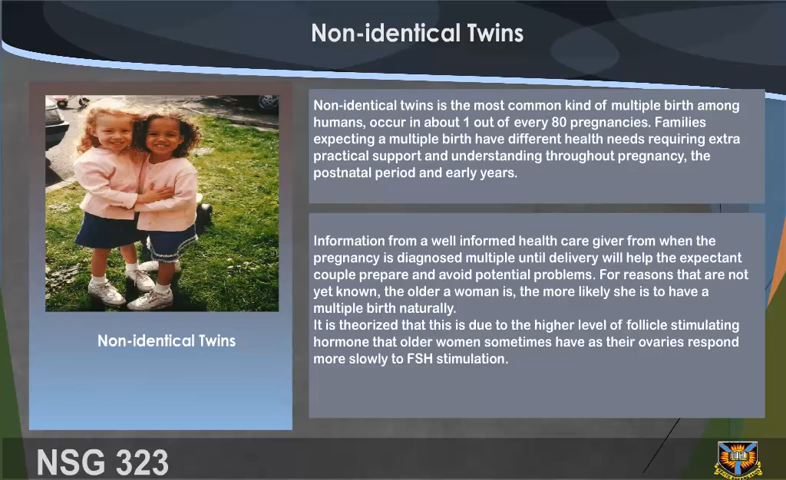 Non-identical Twins
Non-identical twins is the most common kind of multiple birth among
humans, occur in about 1 out of every 80 pregnancies. Families
expecting a multiple birth have different health needs requiring extra
practical support and understanding throughout pregnancy, the
postnatal period and early years.
Information from a well informed health care giver from when the
pregnancy is diagnosed multiple until delivery will help the expectant
couple prepare and avoid potential problems. For reasons that are not
yet known, the older a woman is, the more likely she is to have a
multiple birth naturally.
It is theorized that this is due to the higher level of follicle stimulating
hormone that older women sometimes have as their ovaries respond
more slowly to FSH stimulation.
Non-identical Twins
NSG 323